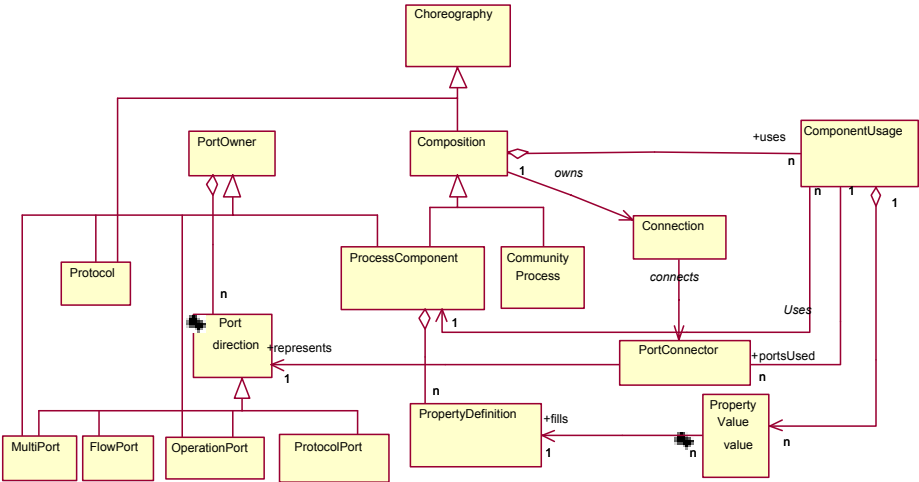 Choreography
PortOwner
Composition
+uses
ComponentUsage
1
owns
n
n
1
1
Connection
Protocol
ProcessComponent
Community
Process
connects
n
Uses
Port
direction
1
+represents
1
PortConnector
+portsUsed
n
n
PropertyDefinition
+fills
1
Property
Value
value
n
n
MultiPort
FlowPort
OperationPort
ProtocolPort